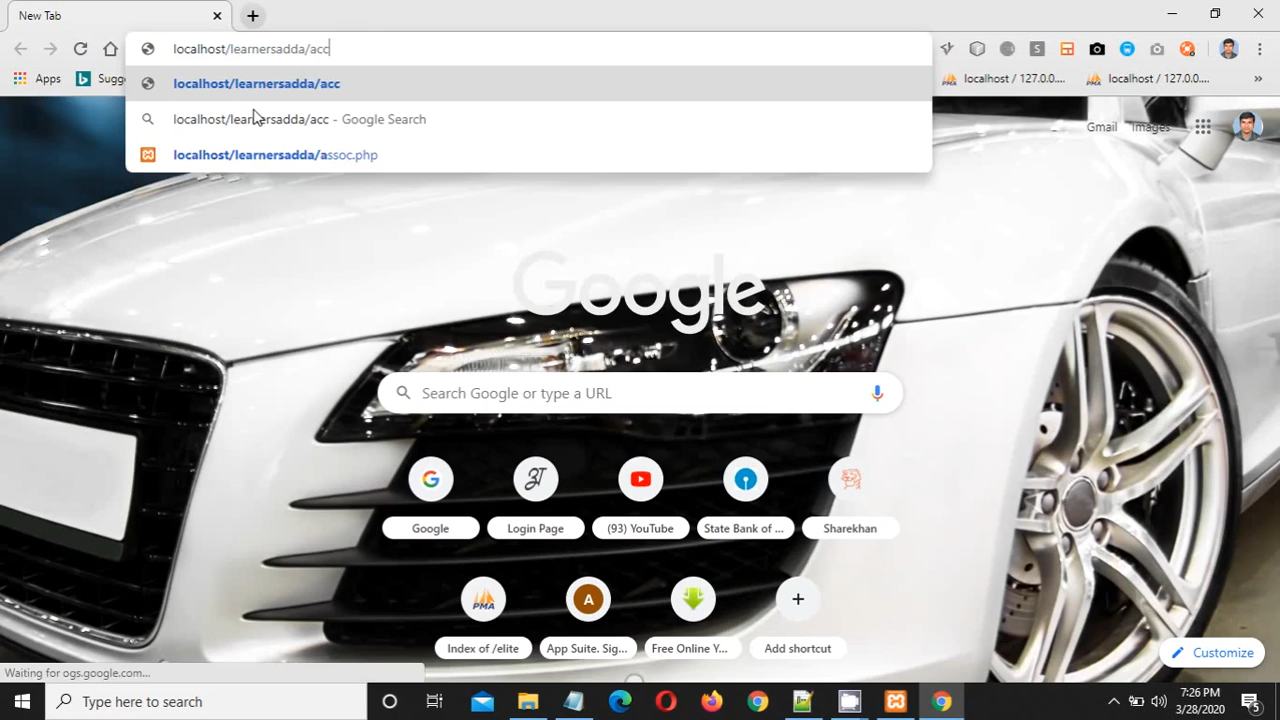 New Tab
localhost/learnersadda/acc
Apps
Sugg
localhost / 127.0.0....
localhost / 127.0.0....
»
localhost/learnersadda/acc
localhost/learnersadda/acc - Google Search
localhost/learnersadda/assoc.php
Gmail
Images
Google
Search Google or type a URL
Google
Login Page
(93) YouTube
State Bank of ...
Sharekhan
PMA
A
Index of /elite
App Suite. Sig...
Free Online Y...
Add shortcut
Customize
Waiting for ogs.google.com...
Type here to search
7:26 PM
3/28/2020
5